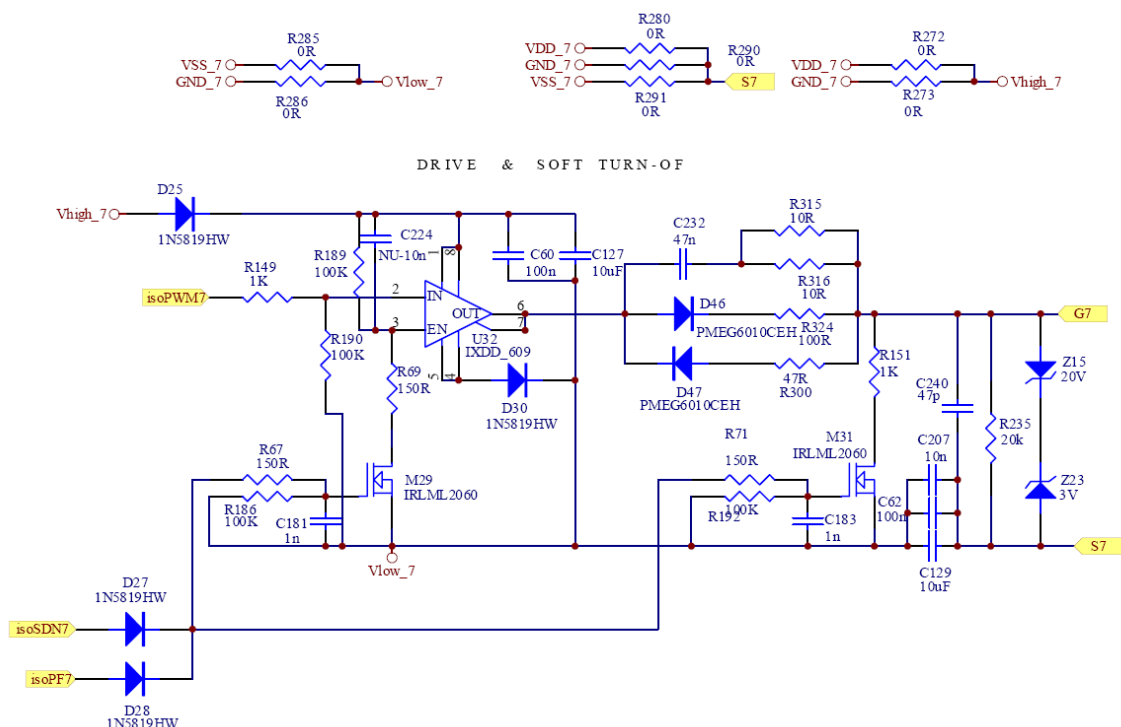 R285
0R
VSS_7
GND_7
Vlow_7
R286
0R
R280
0R
VDD_7
GND_7
VSS_7
R290
0R
S7
R291
0R
R272
0R
VDD_7
GND_7
Vhigh_7
R273
0R
DRIVE & SOFT TURN-OF
D25
Vhigh_7
1N5819HW
R189
100K
C224
NU-10n
1
8
C60
100n
C127
10uF
C232
47n
R315
10R
R316
10R
R149
1K
isoPWM7
2
IN
OUT
6
7
3
EN
U32
IXDD_609
5
4
D46
PMEG6010CEH
R324
100R
G7
R190
100K
R69
150R
D30
1N5819HW
D47
PMEG6010CEH
47R
R300
R151
1K
C240
47p
Z15
20V
R235
20k
R67
150R
R186
100K
M29
IRLML2060
C181
1n
Vlow_7
R71
150R
100K
R192
M31
IRLML2060
C183
1n
C62
100n
C207
10n
Z23
3V
C129
10uF
S7
D27
1N5819HW
isoSDN7
isoPF7
D28
1N5819HW